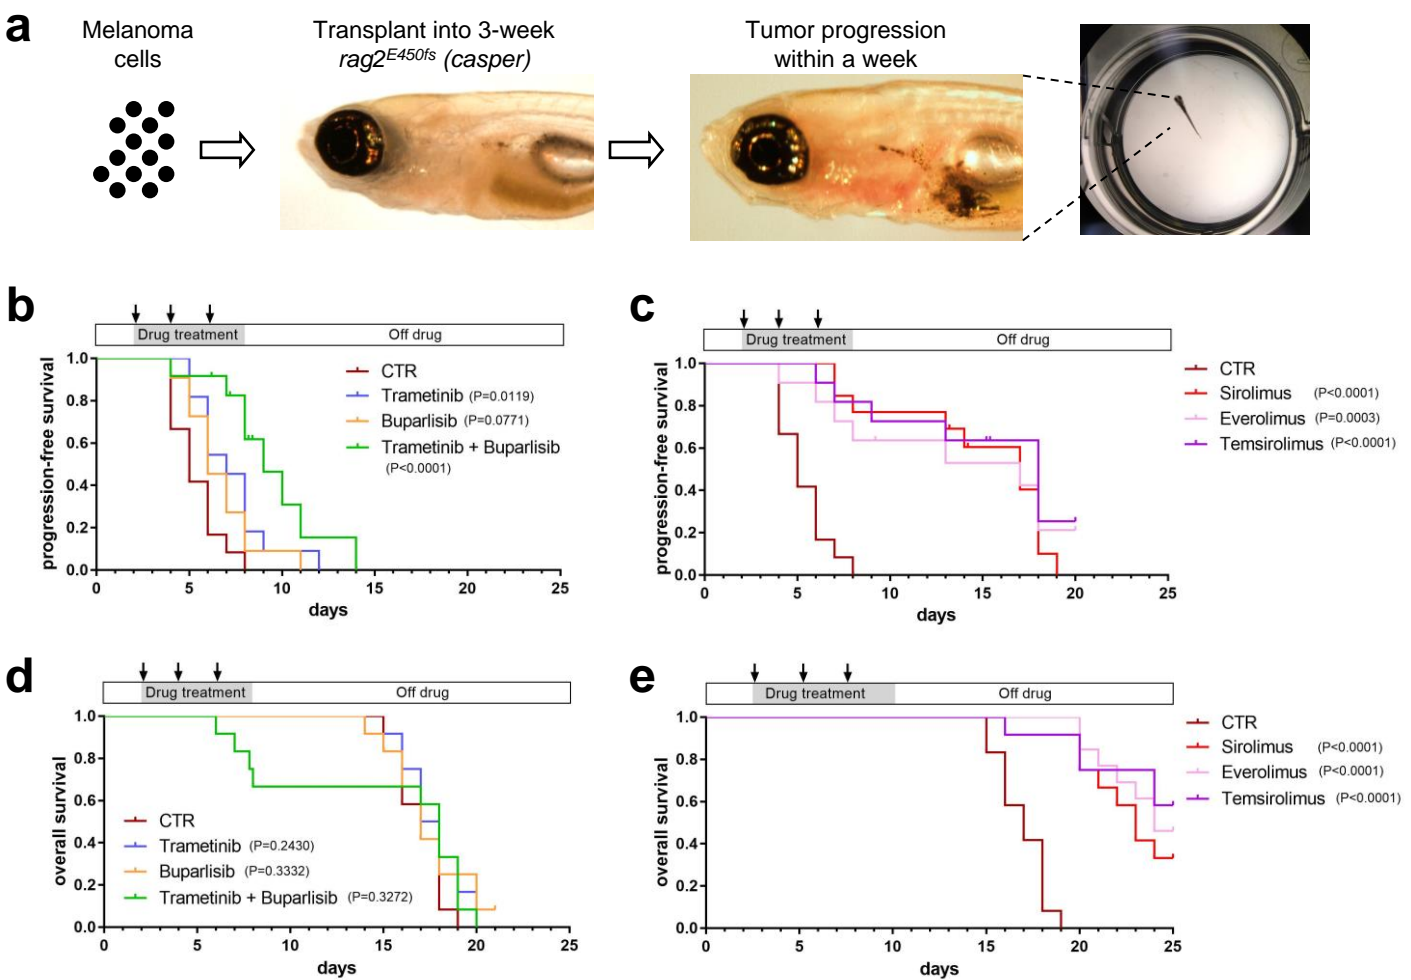 a
Melanoma
cells
Transplant into 3-week
rag2E450fs (casper)
Tumor progression
within a week
b
Drug treatment
Off drug
progression-free survival
1.0
0.8
0.6
0.4
0.2
0.0
0
5
10
15
20
25
days
CTR
Trametinib (P=0.0119)
Buparlisib (P=0.0771)
Trametinib + Buparlisib
(P<0.0001)
c
Drug treatment
Off drug
progression-free survival
1.0
0.8
0.6
0.4
0.2
0.0
0
5
10
15
20
25
days
CTR
Sirolimus (P<0.0001)
Everolimus (P=0.0003)
Temsirolimus (P<0.0001)
d
Drug treatment
Off drug
overall survival
1.0
0.8
0.6
0.4
0.2
0.0
0
5
10
15
20
25
days
CTR
Trametinib (P=0.2430)
Buparlisib (P=0.3332)
Trametinib + Buparlisib (P=0.3272)
e
Drug treatment
Off drug
overall survival
1.0
0.8
0.6
0.4
0.2
0.0
0
5
10
15
20
25
days
CTR
Sirolimus (P<0.0001)
Everolimus (P<0.0001)
Temsirolimus (P<0.0001)